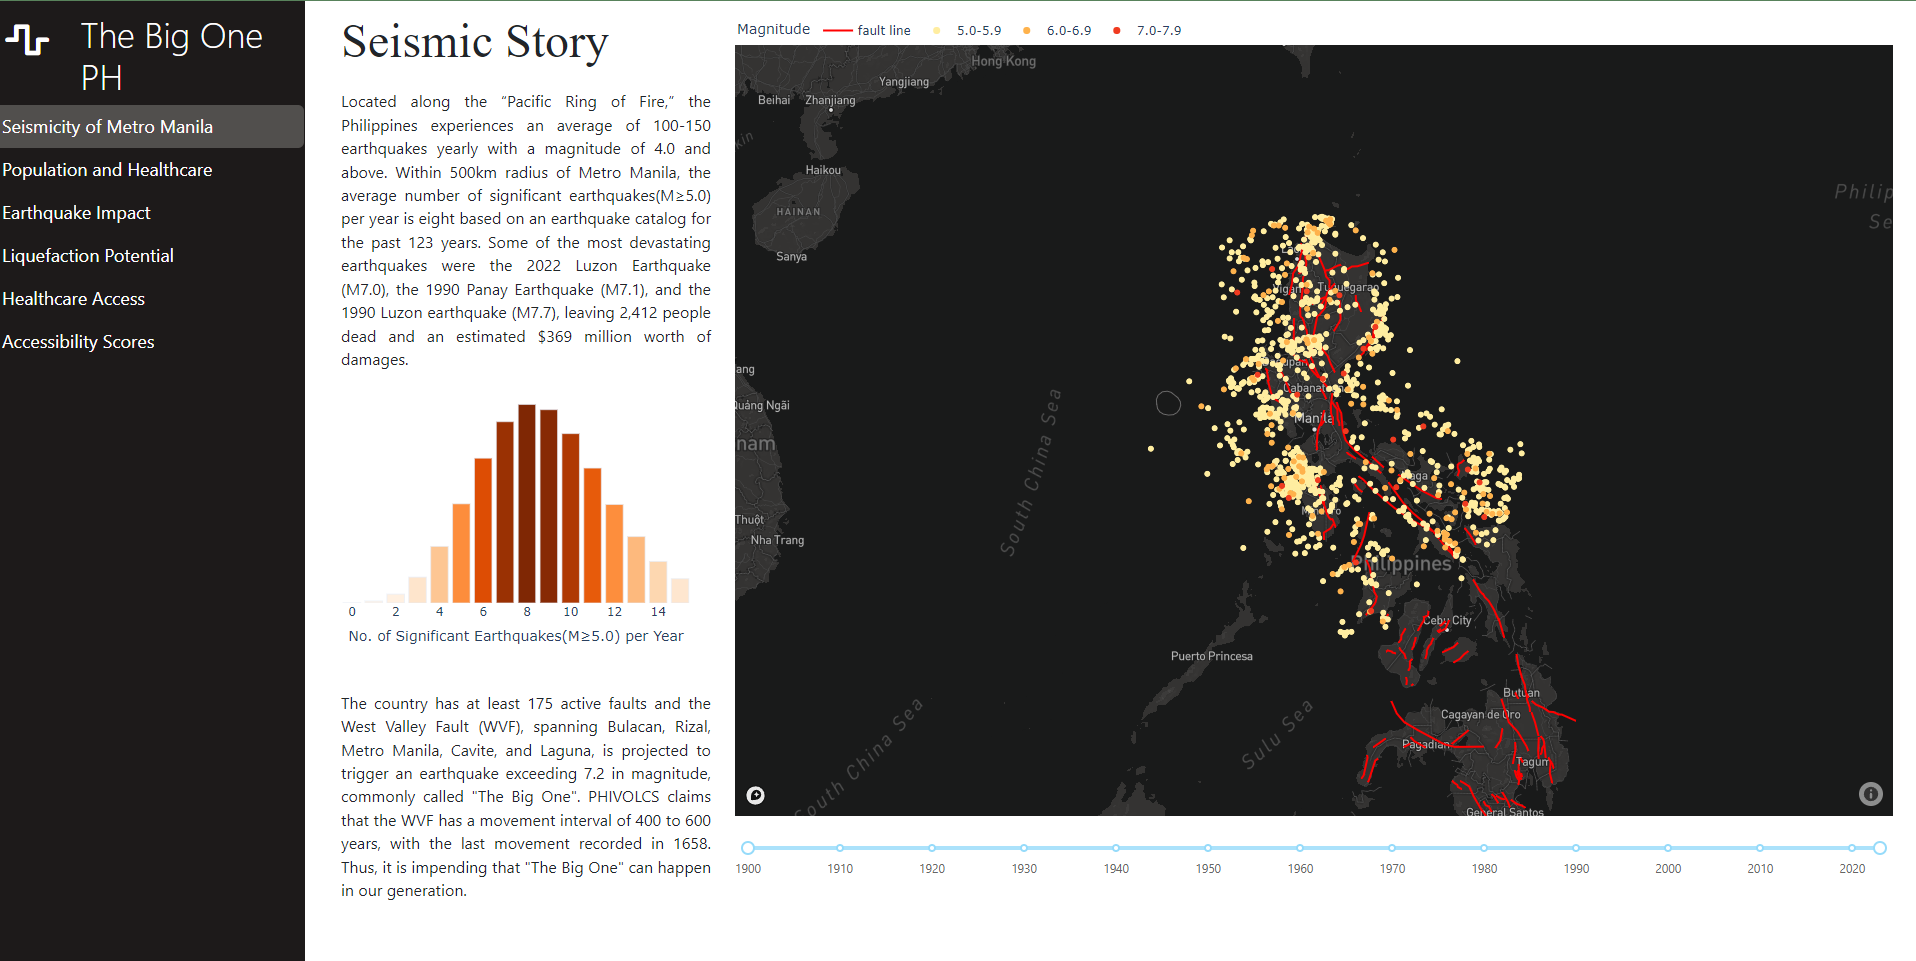 The Big One
PH
Seismicity of Metro Manila
Population and Healthcare
Earthquake Impact
Liquefaction Potential
Healthcare Access
Accessibility Scores
Seismic Story
Located along the “Pacific Ring of Fire,” the
Philippines experiences an average of 100-150
earthquakes yearly with a magnitude of 4.0 and
above. Within 500km radius of Metro Manila, the
average number of significant earthquakes(M≥5.0)
per year is eight based on an earthquake catalog for
the past 123 years. Some of the most devastating
earthquakes were the 2022 Luzon Earthquake
(M7.0), the 1990 Panay Earthquake (M7.1), and the
1990 Luzon earthquake (M7.7), leaving 2,412 people
dead and an estimated $369 million worth of
damages.
0 2 4 6 8 10 12 14
No. of Significant Earthquakes(M≥5.0) per Year
The country has at least 175 active faults and the
West Valley Fault (WVF), spanning Bulacan, Rizal,
Metro Manila, Cavite, and Laguna, is projected to
trigger an earthquake exceeding 7.2 in magnitude,
commonly called "The Big One". PHIVOLCS claims
that the WVF has a movement interval of 400 to 600
years, with the last movement recorded in 1658.
Thus, it is impending that "The Big One" can happen
in our generation.
Magnitude fault line 5.0-5.9 6.0-6.9 7.0-7.9
Hong Kong
Yangjiang
Beihai Zhanjiang
kin
Haikou
HAINAN
Sanya
Philip
Se
Vigan Tuguegarao
ang
Quảng Ngãi
nam
Cabanat
Manila
South China Sea
Naga
Thuột
Nha Trang
Philippines
Cebu City
Puerto Princesa
Butuan
Cagayan de Oro
South China Sea
Sulu Sea
Pagadian
Tagum
General Santos
1900 1910 1920 1930 1940 1950 1960 1970 1980 1990 2000 2010 2020